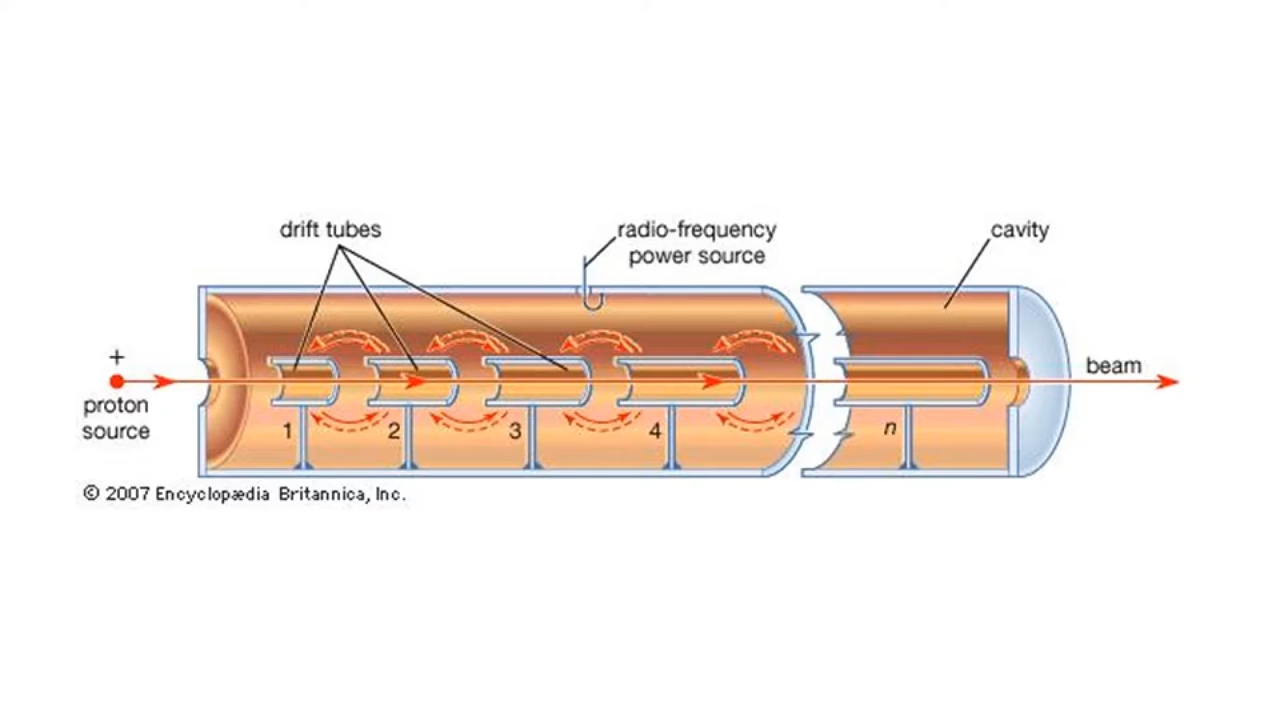 drift tubes
radio-frequency
power source
cavity
+
proton
source
beam
1
2
3
4
n
© 2007 Encyclopædia Britannica, Inc.